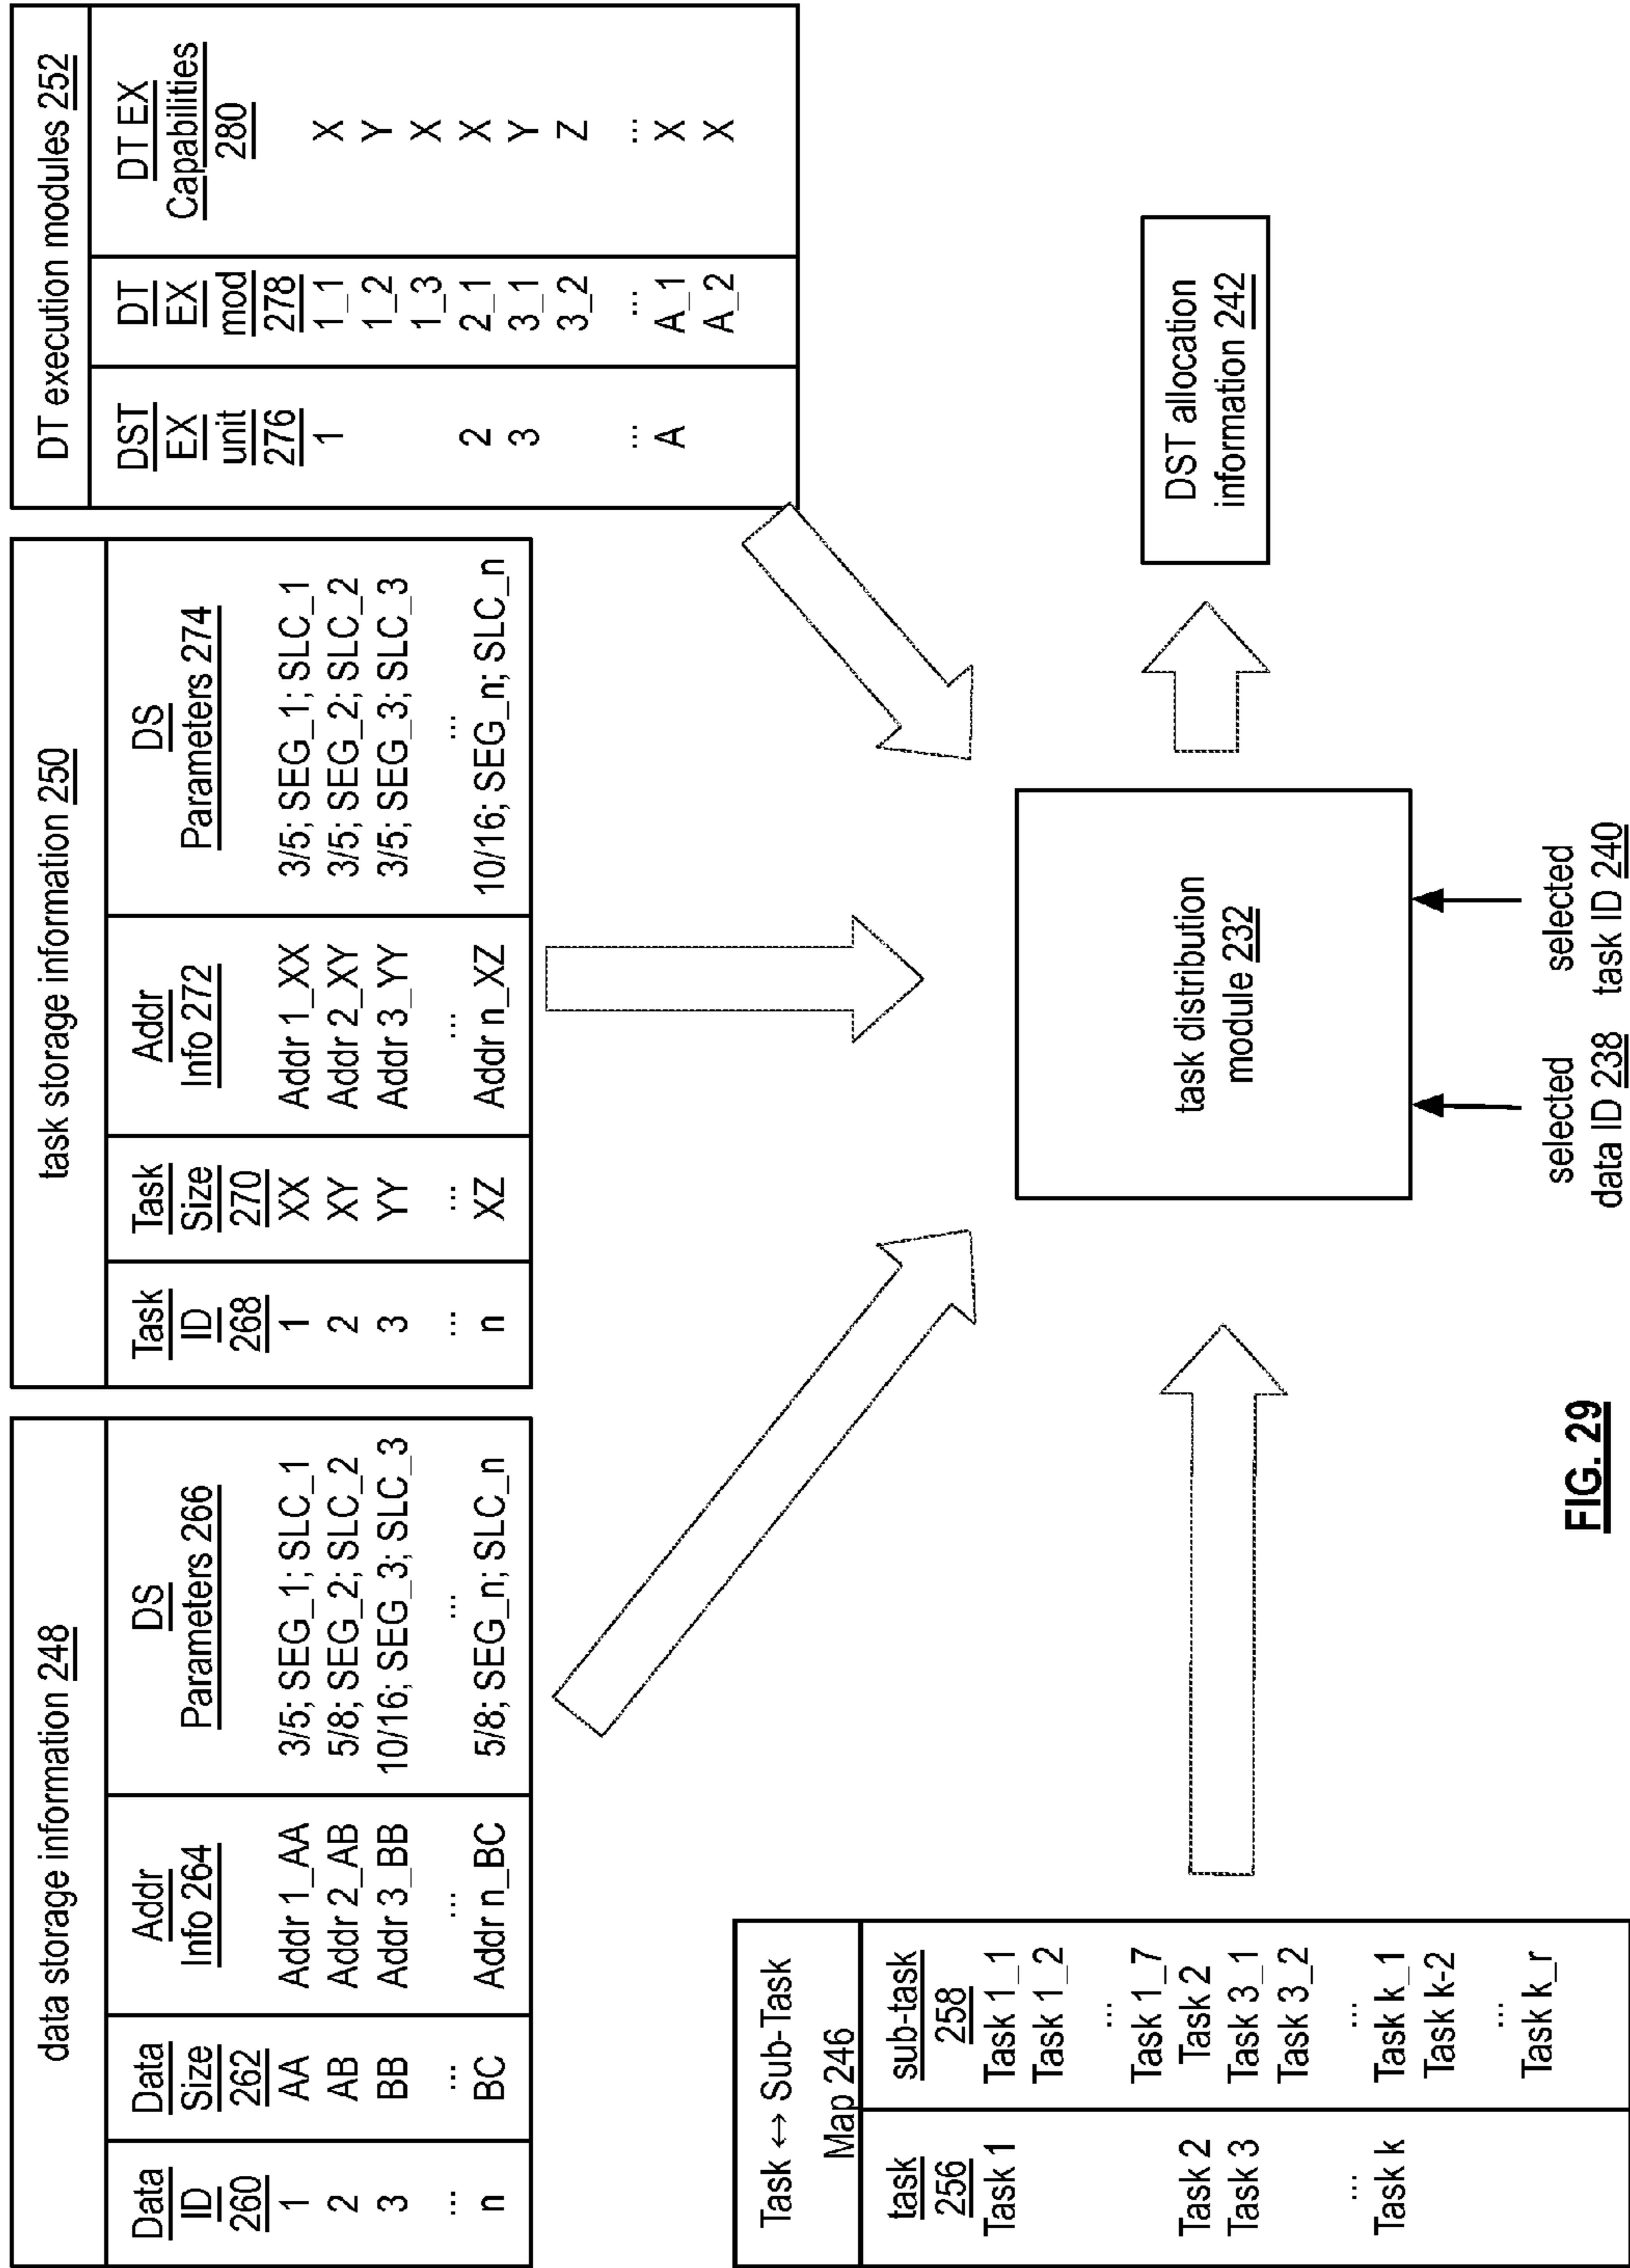 data storage information 248
Data ID 260 Data Size 262 Addr Info 264 DS Parameters 266
1 AA Addr 1_AA 3/5; SEG_1; SLC_1
2 AB Addr 2_AB 5/8; SEG_2; SLC_2
3 BB Addr 3_BB 10/16; SEG_3; SLC_3
... ... ... ...
n BC Addr n_BC 5/8; SEG_n; SLC_n
task storage information 250
Task ID 268 Task Size 270 Addr Info 272 DS Parameters 274
1 XX Addr 1_XX 3/5; SEG_1; SLC_1
2 XY Addr 2_XY 3/5; SEG_2; SLC_2
3 YY Addr 3_YY 3/5; SEG_3; SLC_3
... ... ... ...
n XZ Addr n_XZ 10/16; SEG_n; SLC_n
DT execution modules 252
DST EX unit 276 DT EX mod 278 DT EX Capabilities 280
1 1_1 X
1_2 Y
1_3 X
2 2_1 X
3 3_1 Y
3_2 Z
... ... ...
A A_1 X
A_2 X
Task ↔ Sub-Task
Map 246
task 256 sub-task 258
Task 1 Task 1_1
Task 1_2
...
Task 1_7
Task 2 Task 2
Task 3 Task 3_1
Task 3_2
... ...
Task k Task k_1
Task k-2
...
Task k_r
task distribution
module 232
DST allocation
information 242
selected
data ID 238
selected
task ID 240
FIG. 29